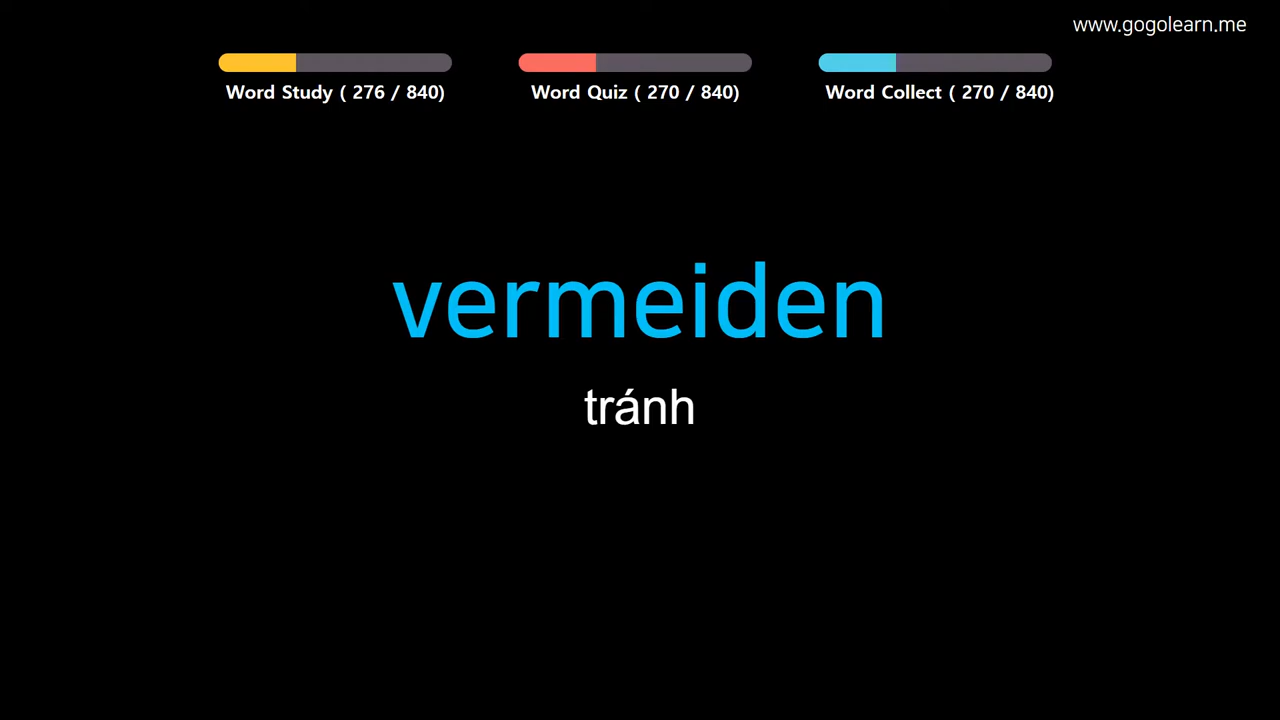 www.gogolearn.me
Word Study ( 276 / 840)
Word Quiz ( 270 / 840)
Word Collect ( 270 / 840)
vermeiden
tránh